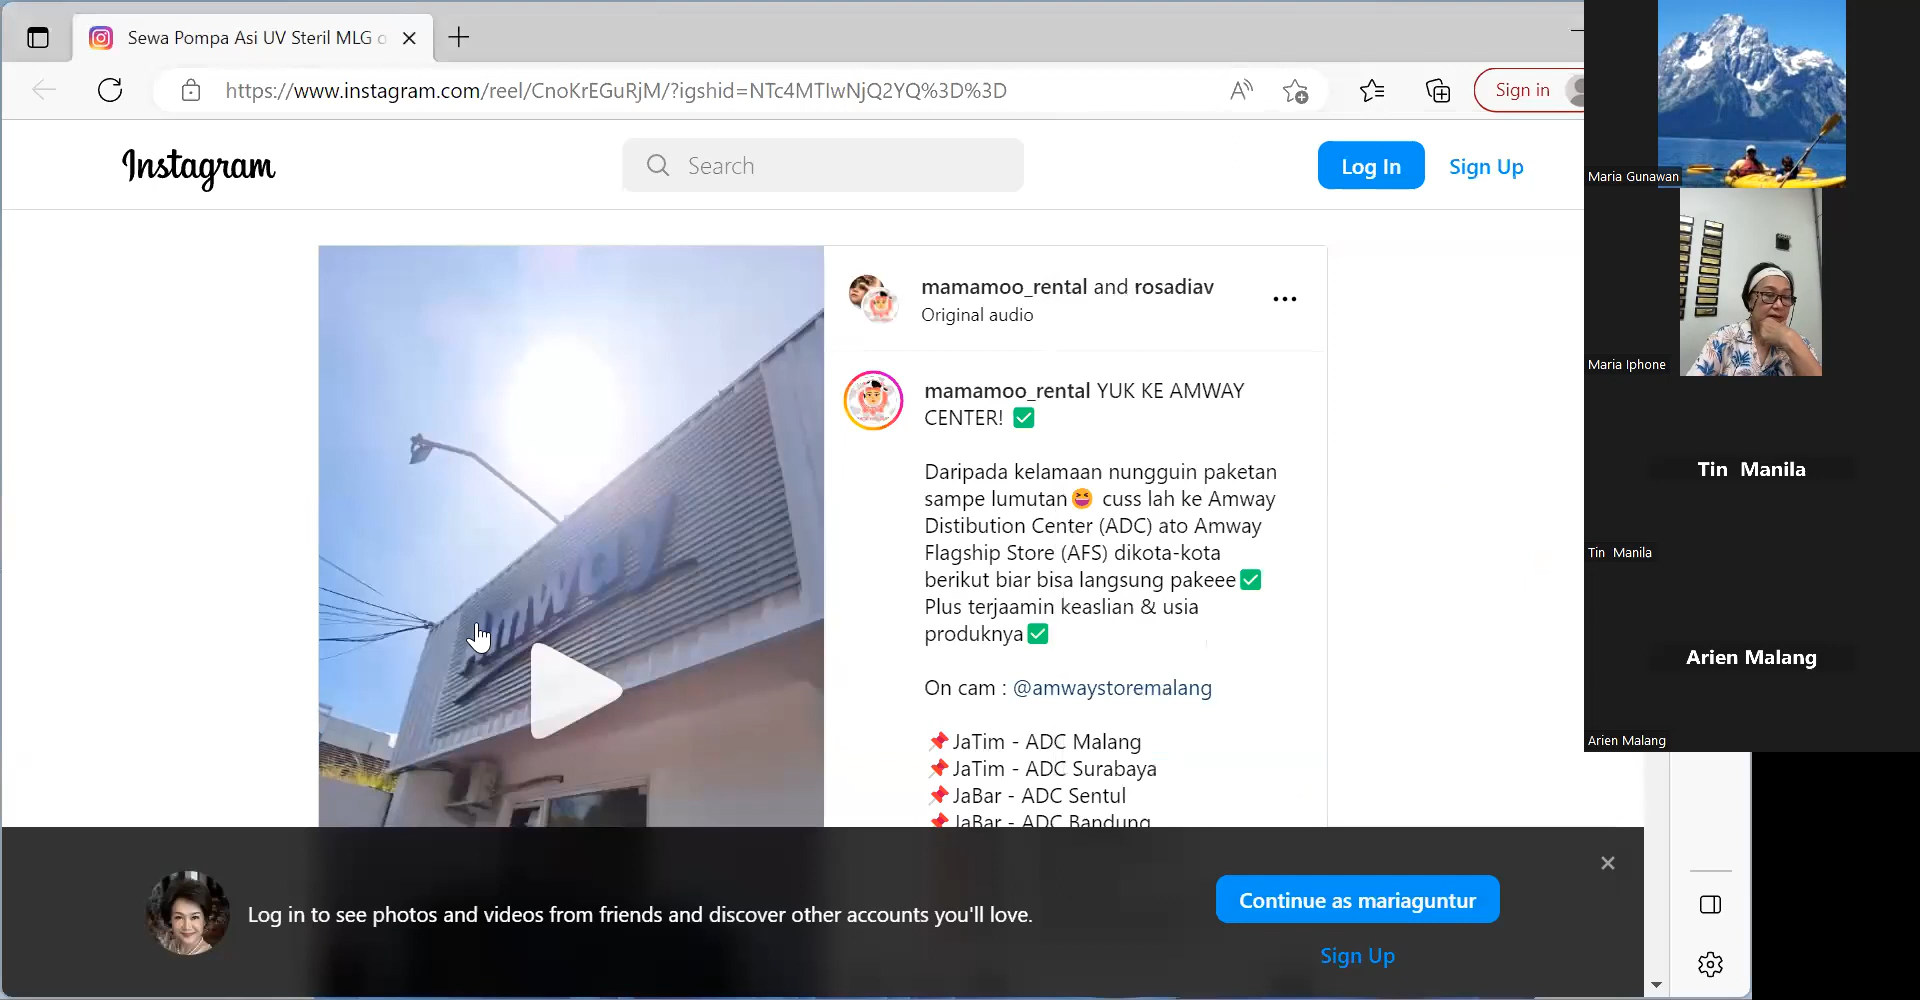 Sewa Pompa Asi UV Steril MLG o
https://www.instagram.com/reel/CnoKrEGuRjM/?igshid=NTc4MTIwNjQ2YQ%3D%3D
Sign in
Instagram
Search
Log In
Sign Up
mamamoo_rental and rosadiav
Original audio
mamamoo_rental YUK KE AMWAY
CENTER! ✅
Daripada kelamaan nungguin paketan
sampe lumutan😆 cuss lah ke Amway
Distibution Center (ADC) ato Amway
Flagship Store (AFS) dikota-kota
berikut biar bisa langsung pakeee✅
Plus terjaamin keaslian & usia
produknya✅
On cam : @amwaystoremalang
📌JaTim - ADC Malang
📌JaTim - ADC Surabaya
📌JaBar - ADC Sentul
📌JaBar - ADC Bandung
Amway
Log in to see photos and videos from friends and discover other accounts you'll love.
Continue as mariaguntur
Sign Up
Maria Gunawan
Maria Iphone
Tin Manila
Tin Manila
Arien Malang
Arien Malang